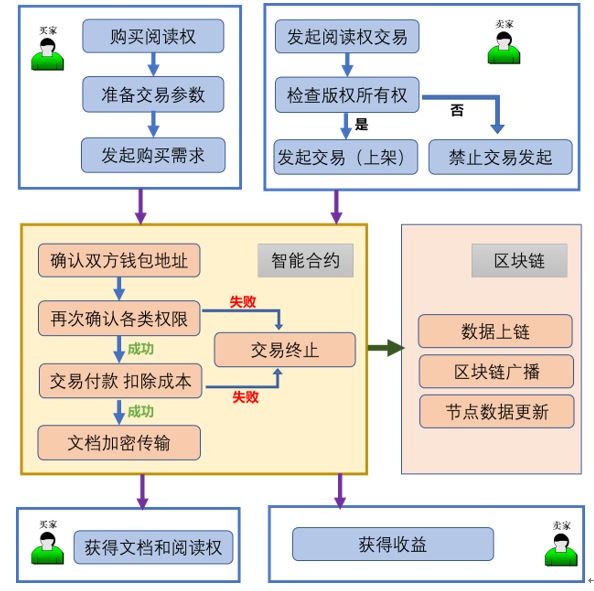 买家
购买阅读权
准备交易参数
发起购买需求
卖家
发起阅读权交易
检查版权所有权
是
否
发起交易（上架）
禁止交易发起
确认双方钱包地址
智能合约
再次确认各类权限
失败
成功
交易终止
交易付款 扣除成本
失败
成功
文档加密传输
区块链
数据上链
区块链广播
节点数据更新
买家
获得文档和阅读权
获得收益
卖家